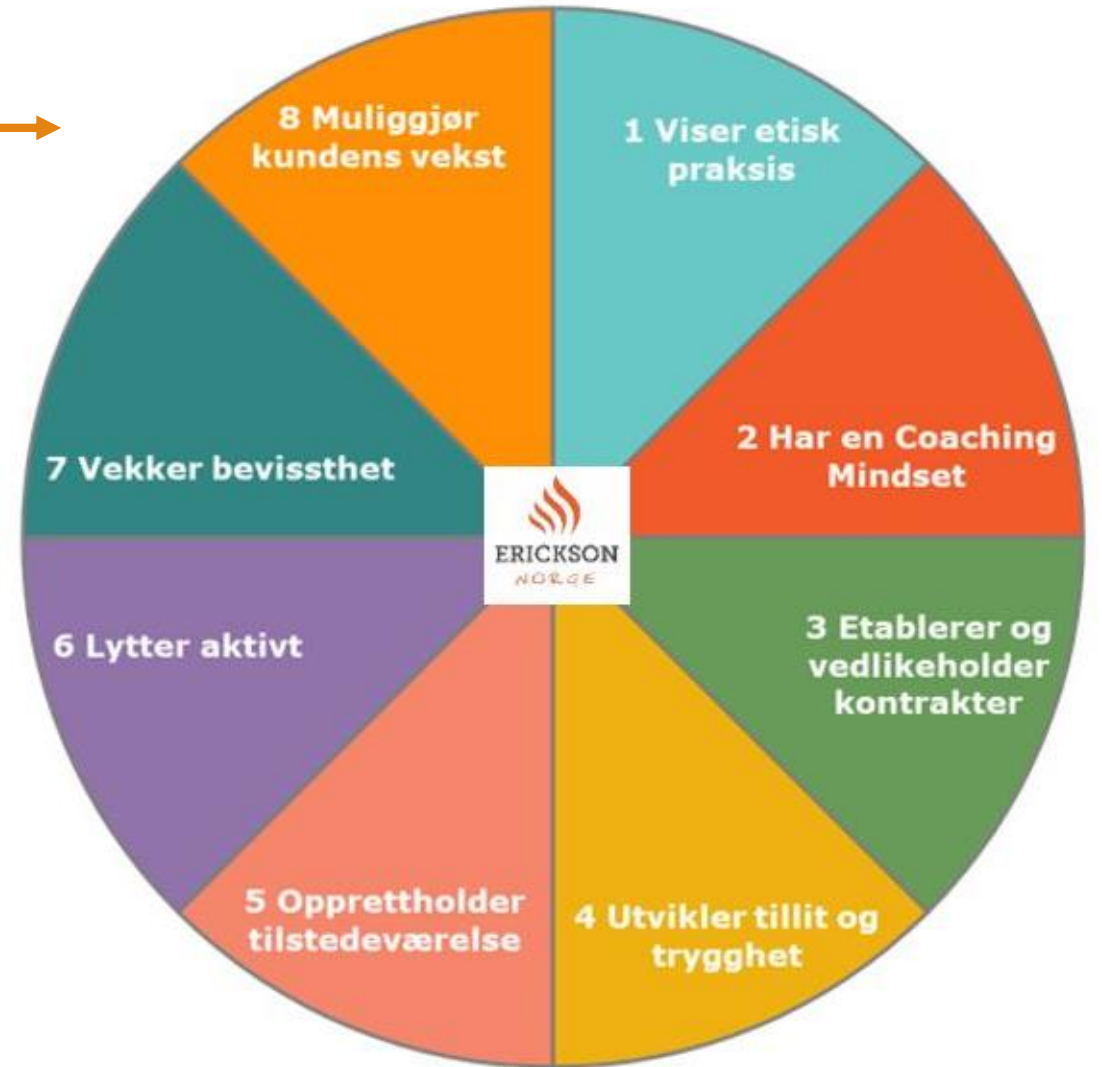 8 Muliggjør
kundens vekst
1 Viser etisk
praksis
2 Har en Coaching
Mindset
3 Etablerer og
vedlikeholder
kontrakter
4 Utvikler tillit og
trygghet
5 Opprettholder
tilstedeværelse
6 Lytter aktivt
7 Vekker bevissthet
ERICKSON
NORGE